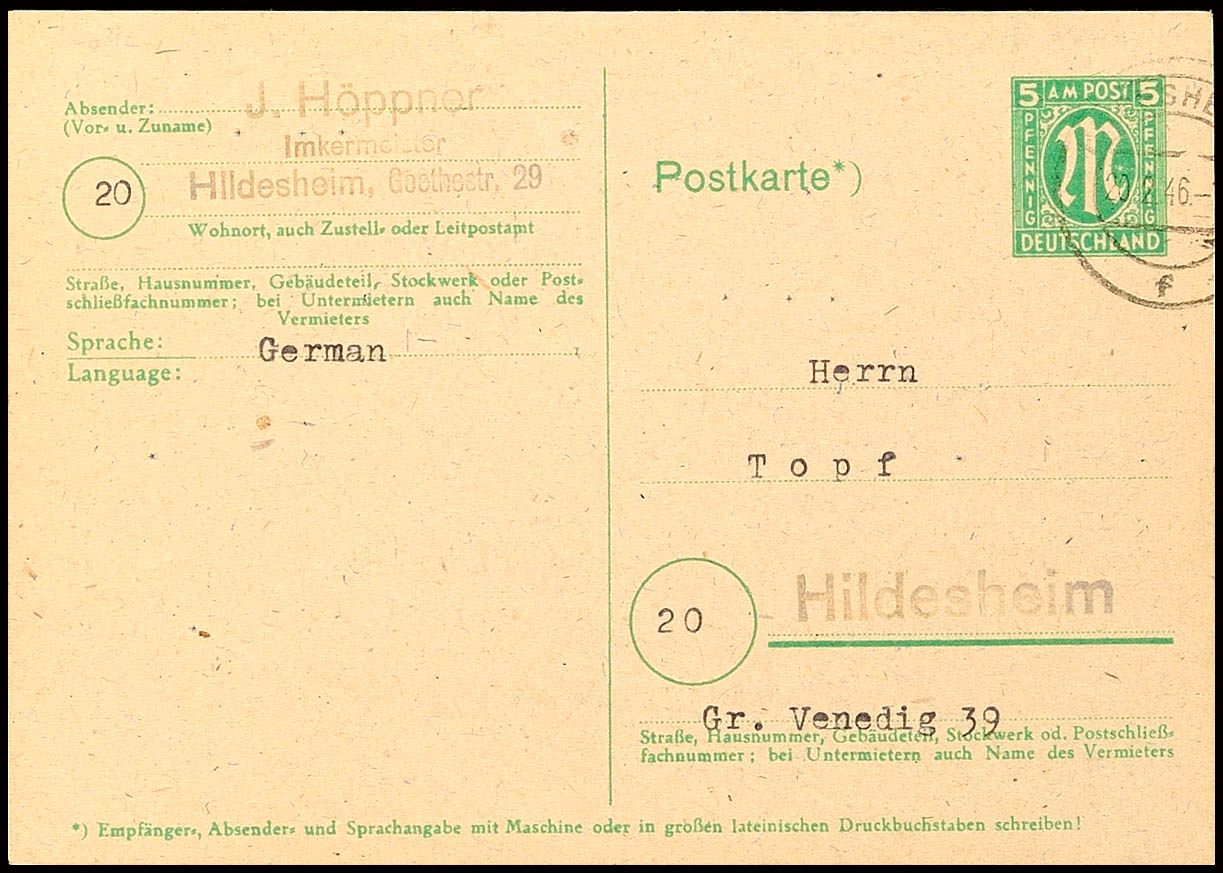 Absender: J. Höppner
(Vor- u. Zuname)
Imkermeister
20
Hildesheim, Goethestr. 29
Wohnort, auch Zustell- oder Leitpostamt
Straße, Hausnummer, Gebäudeteil, Stockwerk oder Post-
schließfachnummer; bei Untermietern auch Name des
Vermieters
Sprache:
German
Language:
5 AM POST 5
PFENNIG
PFENNIG
DEUTSCHLAND
20.2.46.-
f
Postkarte*)
Herrn
Topf
20
Hildesheim
Gr. Venedig 39
Straße, Hausnummer, Gebäudeteil, Stockwerk od. Postschließ-
fachnummer; bei Untermietern auch Name des Vermieters
*) Empfänger-, Absender- und Sprachangabe mit Maschine oder in großen lateinischen Druckbuchstaben schreiben!